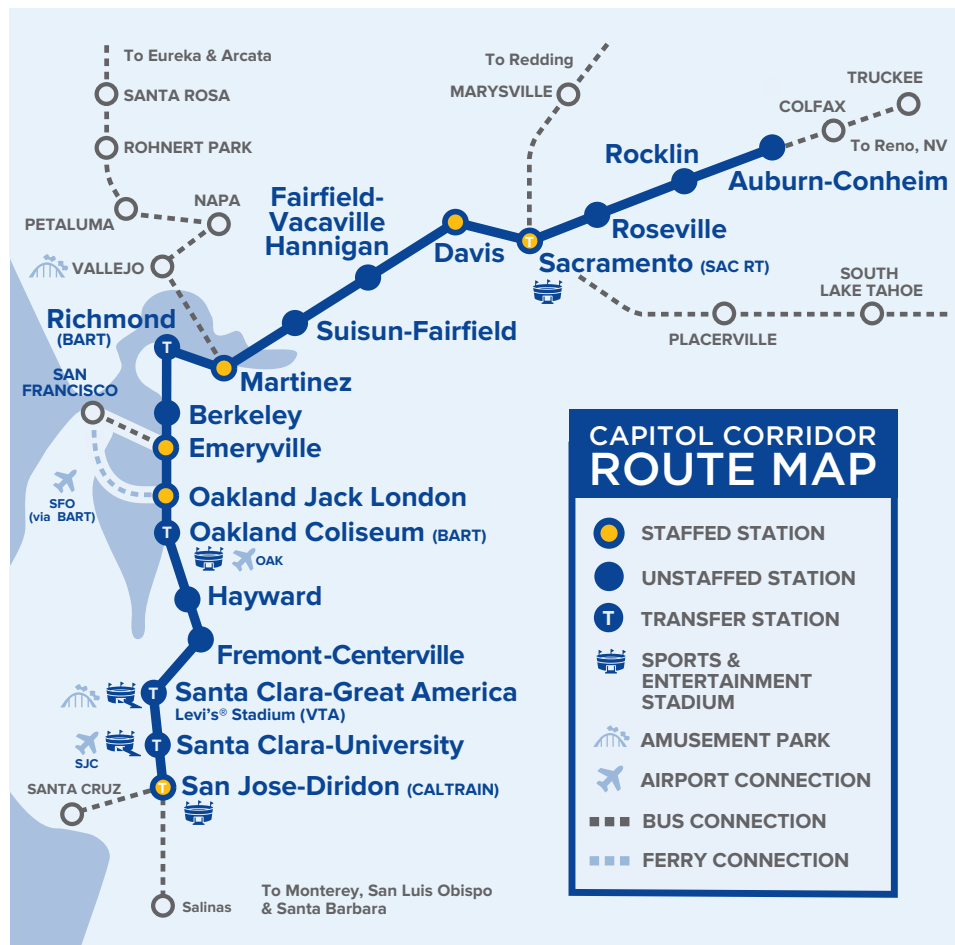 To Eureka & Arcata
SANTA ROSA
ROHNERT PARK
PETALUMA
NAPA
VALLEJO
To Redding
MARYSVILLE
TRUCKEE
COLFAX
To Reno, NV
Rocklin
Auburn-Conheim
Roseville
Fairfield-
Vacaville
Hannigan
Davis
Sacramento (SAC RT)
T
SOUTH
LAKE TAHOE
PLACERVILLE
Suisun-Fairfield
Richmond
(BART)
T
Martinez
SAN
FRANCISCO
Berkeley
Emeryville
SFO
(via BART)
Oakland Jack London
T
Oakland Coliseum (BART)
OAK
Hayward
Fremont-Centerville
T
Santa Clara-Great America
Levi's® Stadium (VTA)
T
Santa Clara-University
SJC
T
San Jose-Diridon (CALTRAIN)
SANTA CRUZ
Salinas
To Monterey, San Luis Obispo
& Santa Barbara
CAPITOL CORRIDOR
ROUTE MAP
STAFFED STATION
UNSTAFFED STATION
T
TRANSFER STATION
SPORTS &
ENTERTAINMENT
STADIUM
AMUSEMENT PARK
AIRPORT CONNECTION
BUS CONNECTION
FERRY CONNECTION